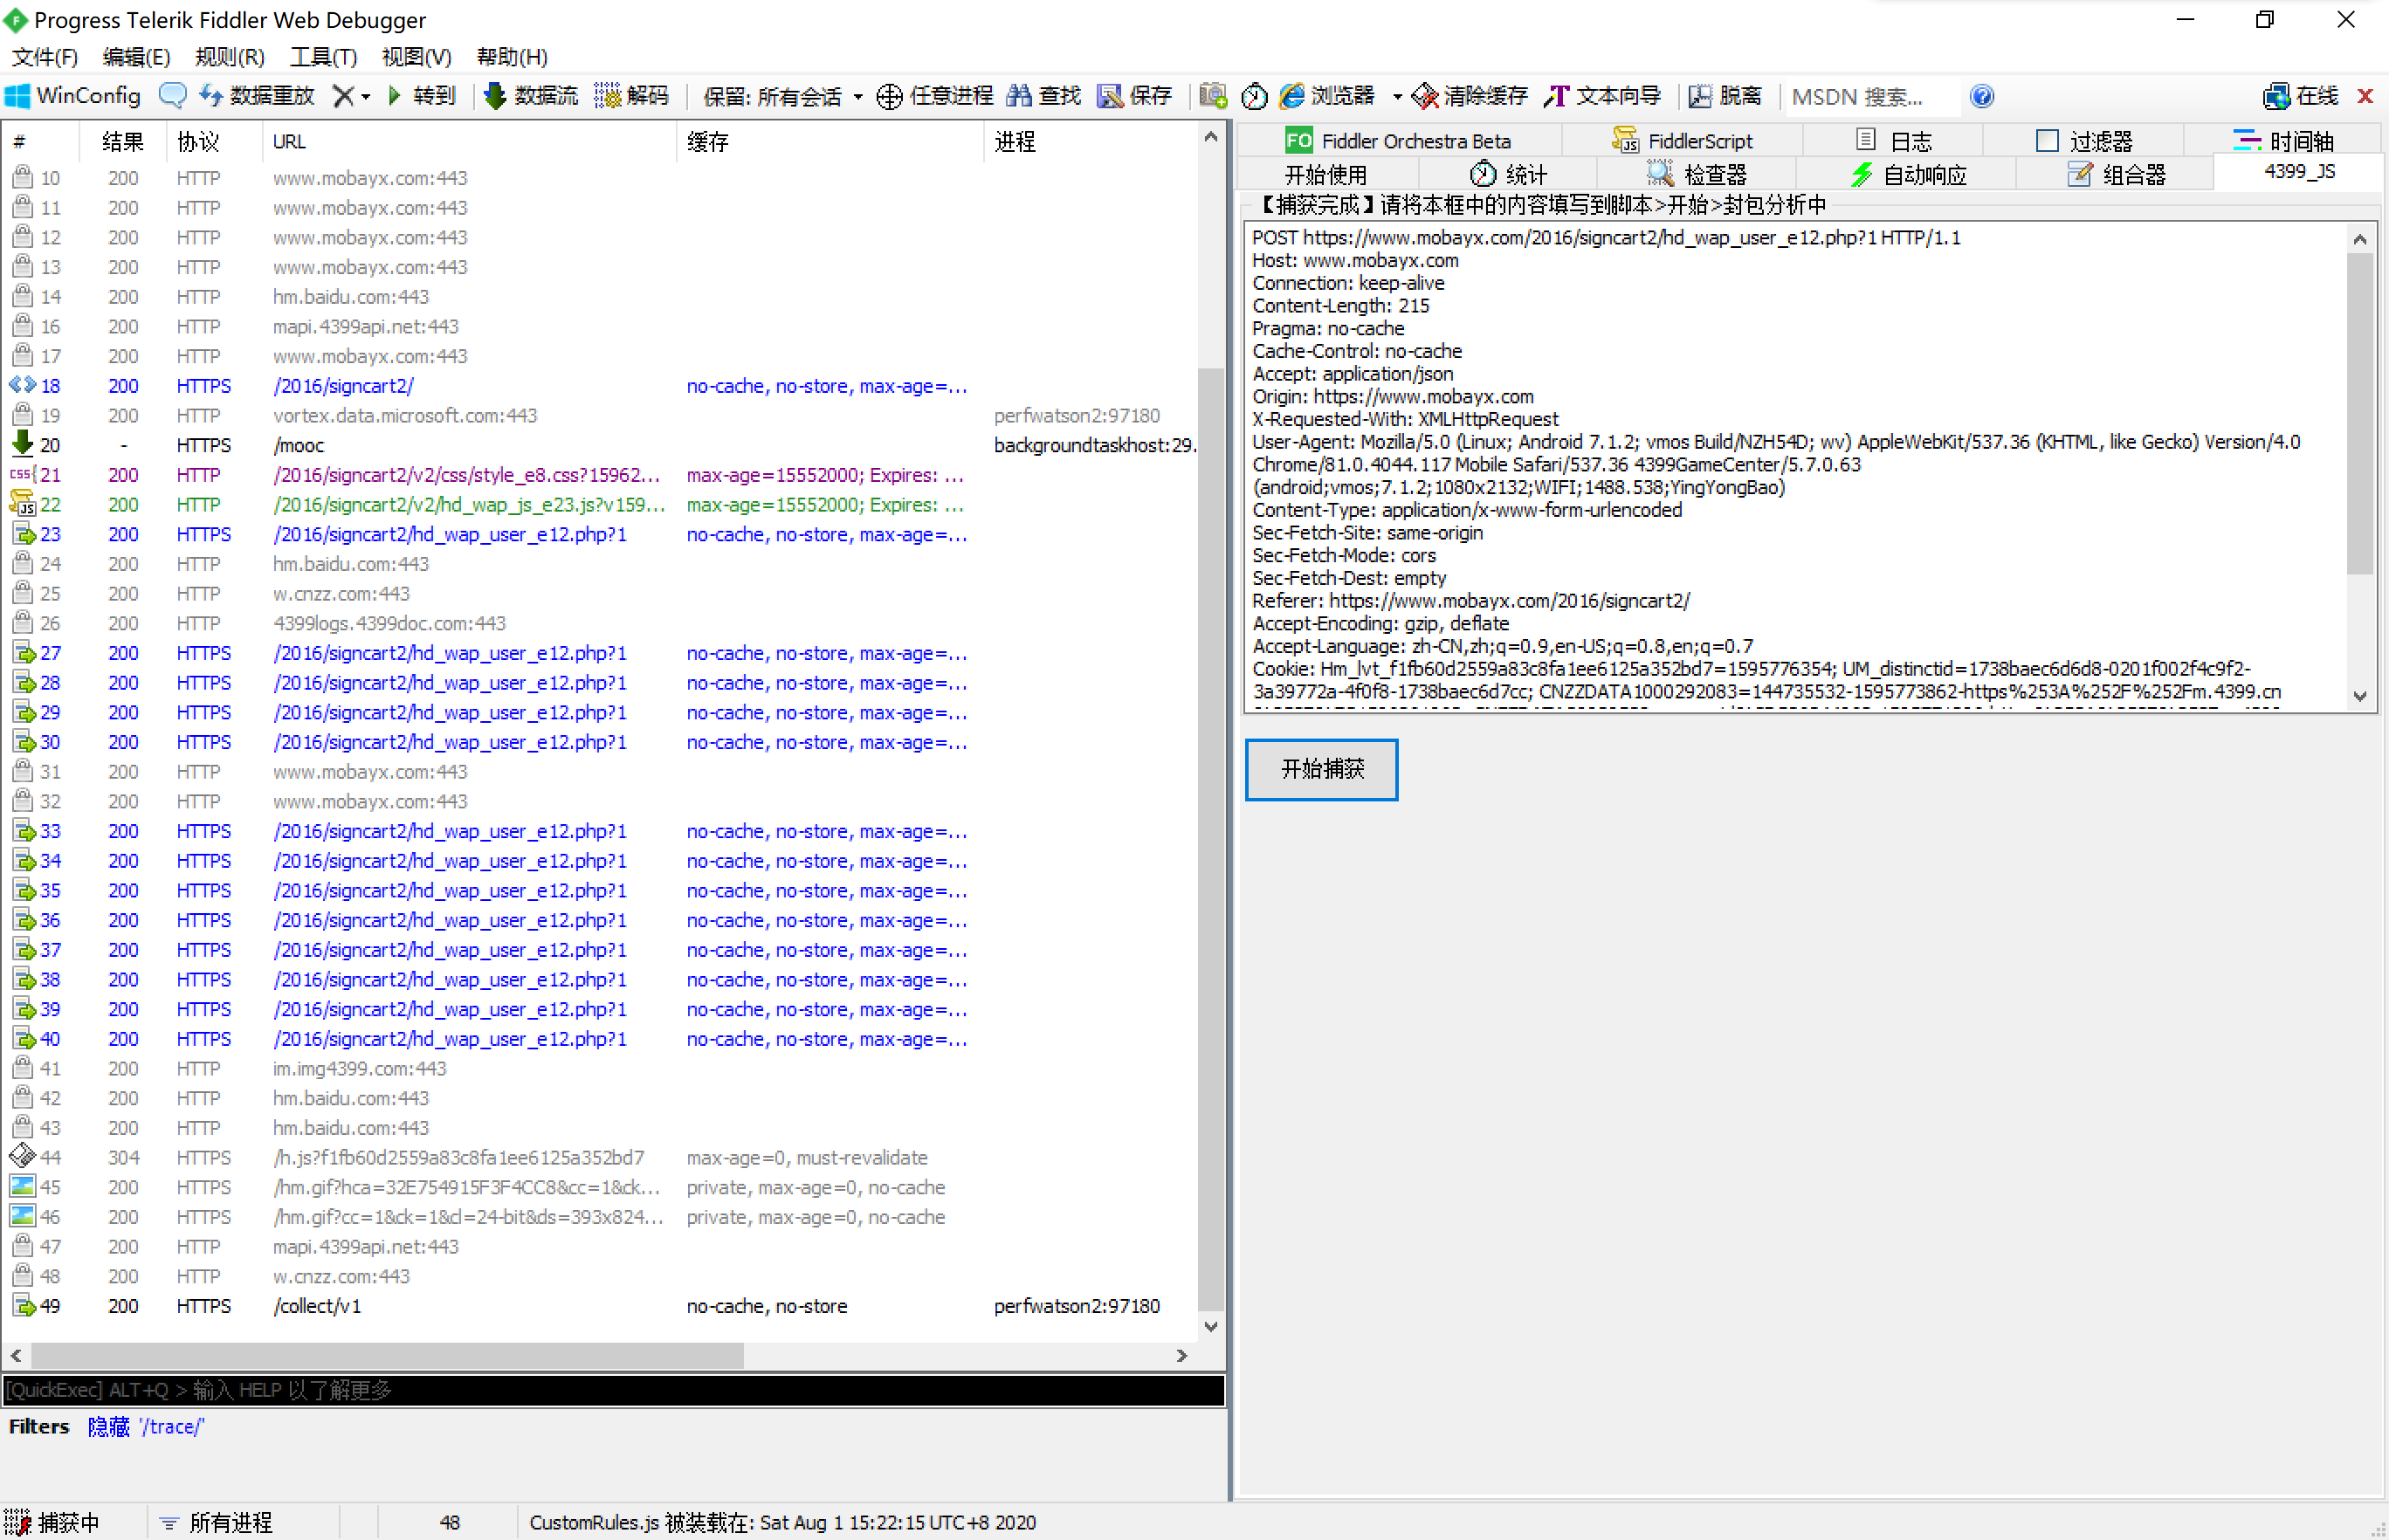 Progress Telerik Fiddler Web Debugger
文件(F) 编辑(E) 规则(R) 工具(T) 视图(V) 帮助(H)
WinConfig 数据重放 转到 数据流 解码 保留: 所有会话 任意进程 查找 保存 浏览器 清除缓存 文本向导 脱离 MSDN 搜索... 在线
# 结果 协议 URL 缓存 进程
10 200 HTTP www.mobayx.com:443
11 200 HTTP www.mobayx.com:443
12 200 HTTP www.mobayx.com:443
13 200 HTTP www.mobayx.com:443
14 200 HTTP hm.baidu.com:443
16 200 HTTP mapi.4399api.net:443
17 200 HTTP www.mobayx.com:443
18 200 HTTPS /2016/signcart2/ no-cache, no-store, max-age=...
19 200 HTTP vortex.data.microsoft.com:443 perfwatson2:97180
20 - HTTPS /mooc backgroundtaskhost:29.
21 200 HTTP /2016/signcart2/v2/css/style_e8.css?15962... max-age=15552000; Expires: ...
22 200 HTTP /2016/signcart2/v2/hd_wap_js_e23.js?v159... max-age=15552000; Expires: ...
23 200 HTTPS /2016/signcart2/hd_wap_user_e12.php?1 no-cache, no-store, max-age=...
24 200 HTTP hm.baidu.com:443
25 200 HTTP w.cnzz.com:443
26 200 HTTP 4399logs.4399doc.com:443
27 200 HTTPS /2016/signcart2/hd_wap_user_e12.php?1 no-cache, no-store, max-age=...
28 200 HTTPS /2016/signcart2/hd_wap_user_e12.php?1 no-cache, no-store, max-age=...
29 200 HTTPS /2016/signcart2/hd_wap_user_e12.php?1 no-cache, no-store, max-age=...
30 200 HTTPS /2016/signcart2/hd_wap_user_e12.php?1 no-cache, no-store, max-age=...
31 200 HTTP www.mobayx.com:443
32 200 HTTP www.mobayx.com:443
33 200 HTTPS /2016/signcart2/hd_wap_user_e12.php?1 no-cache, no-store, max-age=...
34 200 HTTPS /2016/signcart2/hd_wap_user_e12.php?1 no-cache, no-store, max-age=...
35 200 HTTPS /2016/signcart2/hd_wap_user_e12.php?1 no-cache, no-store, max-age=...
36 200 HTTPS /2016/signcart2/hd_wap_user_e12.php?1 no-cache, no-store, max-age=...
37 200 HTTPS /2016/signcart2/hd_wap_user_e12.php?1 no-cache, no-store, max-age=...
38 200 HTTPS /2016/signcart2/hd_wap_user_e12.php?1 no-cache, no-store, max-age=...
39 200 HTTPS /2016/signcart2/hd_wap_user_e12.php?1 no-cache, no-store, max-age=...
40 200 HTTPS /2016/signcart2/hd_wap_user_e12.php?1 no-cache, no-store, max-age=...
41 200 HTTP im.img4399.com:443
42 200 HTTP hm.baidu.com:443
43 200 HTTP hm.baidu.com:443
44 304 HTTPS /h.js?f1fb60d2559a83c8fa1ee6125a352bd7 max-age=0, must-revalidate
45 200 HTTPS /hm.gif?hca=32E754915F3F4CC8&cc=1&ck... private, max-age=0, no-cache
46 200 HTTPS /hm.gif?cc=1&ck=1&cl=24-bit&ds=393x824... private, max-age=0, no-cache
47 200 HTTP mapi.4399api.net:443
48 200 HTTP w.cnzz.com:443
49 200 HTTPS /collect/v1 no-cache, no-store perfwatson2:97180
[QuickExec] ALT+Q > 输入 HELP 以了解更多
Filters 隐藏 '/trace/'
FO Fiddler Orchestra Beta FiddlerScript 日志 过滤器 时间轴
开始使用 统计 检查器 自动响应 组合器 4399_JS
【捕获完成】请将本框中的内容填写到脚本>开始>封包分析中
POST https://www.mobayx.com/2016/signcart2/hd_wap_user_e12.php?1 HTTP/1.1
Host: www.mobayx.com
Connection: keep-alive
Content-Length: 215
Pragma: no-cache
Cache-Control: no-cache
Accept: application/json
Origin: https://www.mobayx.com
X-Requested-With: XMLHttpRequest
User-Agent: Mozilla/5.0 (Linux; Android 7.1.2; vmos Build/NZH54D; wv) AppleWebKit/537.36 (KHTML, like Gecko) Version/4.0
Chrome/81.0.4044.117 Mobile Safari/537.36 4399GameCenter/5.7.0.63
(android;vmos;7.1.2;1080x2132;WIFI;1488.538;YingYongBao)
Content-Type: application/x-www-form-urlencoded
Sec-Fetch-Site: same-origin
Sec-Fetch-Mode: cors
Sec-Fetch-Dest: empty
Referer: https://www.mobayx.com/2016/signcart2/
Accept-Encoding: gzip, deflate
Accept-Language: zh-CN,zh;q=0.9,en-US;q=0.8,en;q=0.7
Cookie: Hm_lvt_f1fb60d2559a83c8fa1ee6125a352bd7=1595776354; UM_distinctid=1738baec6d6d8-0201f002f4c9f2-
3a39772a-4f0f8-1738baec6d7cc; CNZZDATA1000292083=144735532-1595773862-https%253A%252F%252Fm.4399.cn
开始捕获
捕获中 所有进程 48 CustomRules.js 被装载在: Sat Aug 1 15:22:15 UTC+8 2020